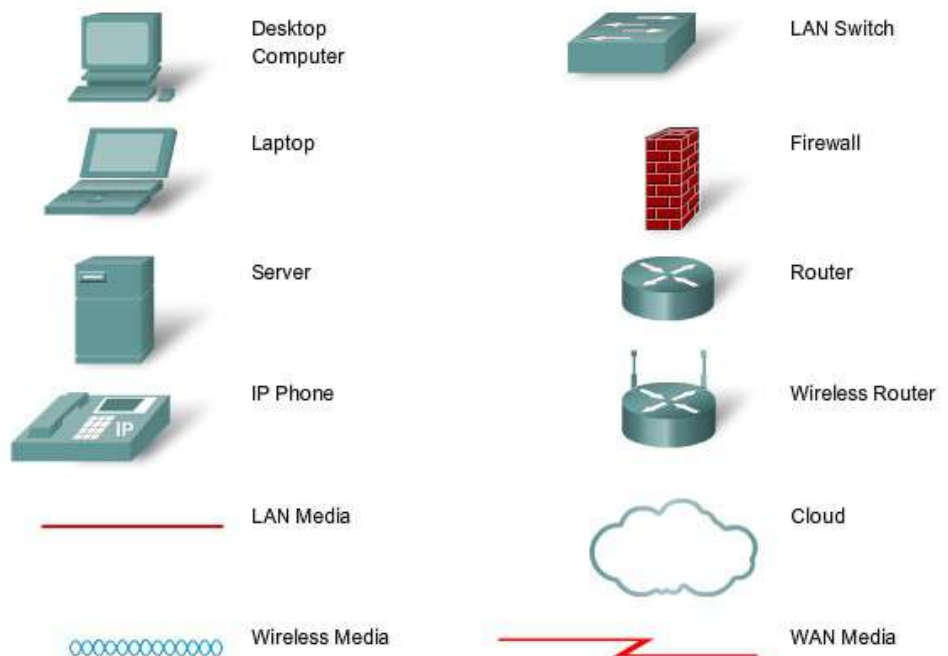 Desktop
Computer
LAN Switch
Laptop
Firewall
Server
Router
IP Phone
IP
Wireless Router
LAN Media
Cloud
Wireless Media
WAN Media